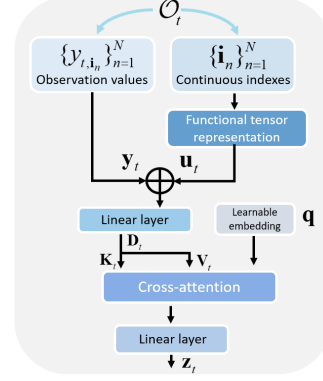 𝒪_t
{y_{t,𝐢_n}}_{n=1}^N
Observation values
{𝐢_n}_{n=1}^N
Continuous indexes
Functional tensor
representation
𝐲_t
𝐮_t
Linear layer
Learnable
embedding
𝐪
𝐃_t
𝐊_t
𝐕_t
Cross-attention
Linear layer
𝐳_t